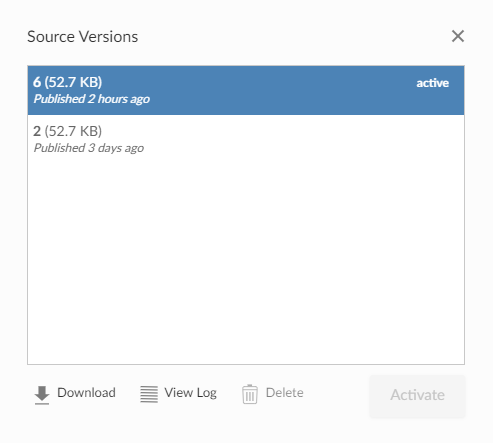 Source Versions
6 (52.7 KB) active
Published 2 hours ago
2 (52.7 KB)
Published 3 days ago
Download View Log Delete Activate